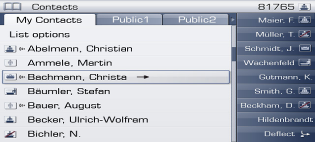 Contacts 81765
My Contacts Public1 Public2
List options
Abelmann, Christian
Ammele, Martin
Bachmann, Christa
Bäumler, Stefan
Bauer, August
Becker, Ulrich-Wolfrem
Bichler, N.
Maier, F.
Müller, T.
Schmidt, J.
Wachenfeld
Gutmann, K.
Smith, G.
Beckham, D.
Hildenbrandt
Deflect